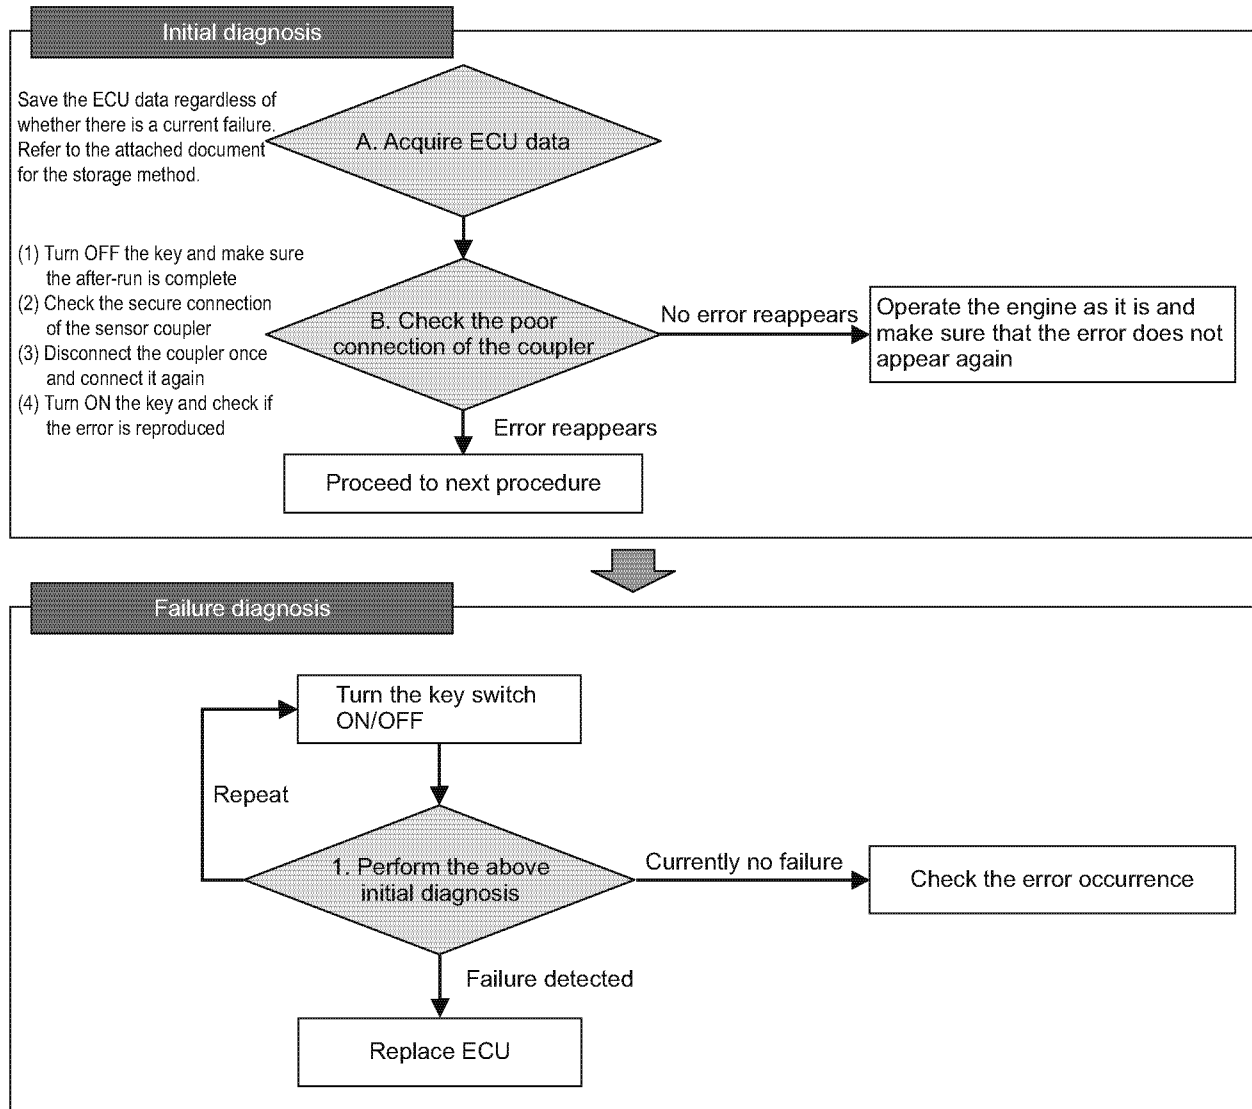 Initial diagnosis
Save the ECU data regardless of
whether there is a current failure.
Refer to the attached document
for the storage method.
A. Acquire ECU data
(1) Turn OFF the key and make sure
the after-run is complete
(2) Check the secure connection
of the sensor coupler
(3) Disconnect the coupler once
and connect it again
(4) Turn ON the key and check if
the error is reproduced
B. Check the poor
connection of the coupler
No error reappears
Operate the engine as it is and
make sure that the error does not
appear again
Error reappears
Proceed to next procedure
Failure diagnosis
Turn the key switch
ON/OFF
Repeat
1. Perform the above
initial diagnosis
Currently no failure
Check the error occurrence
Failure detected
Replace ECU